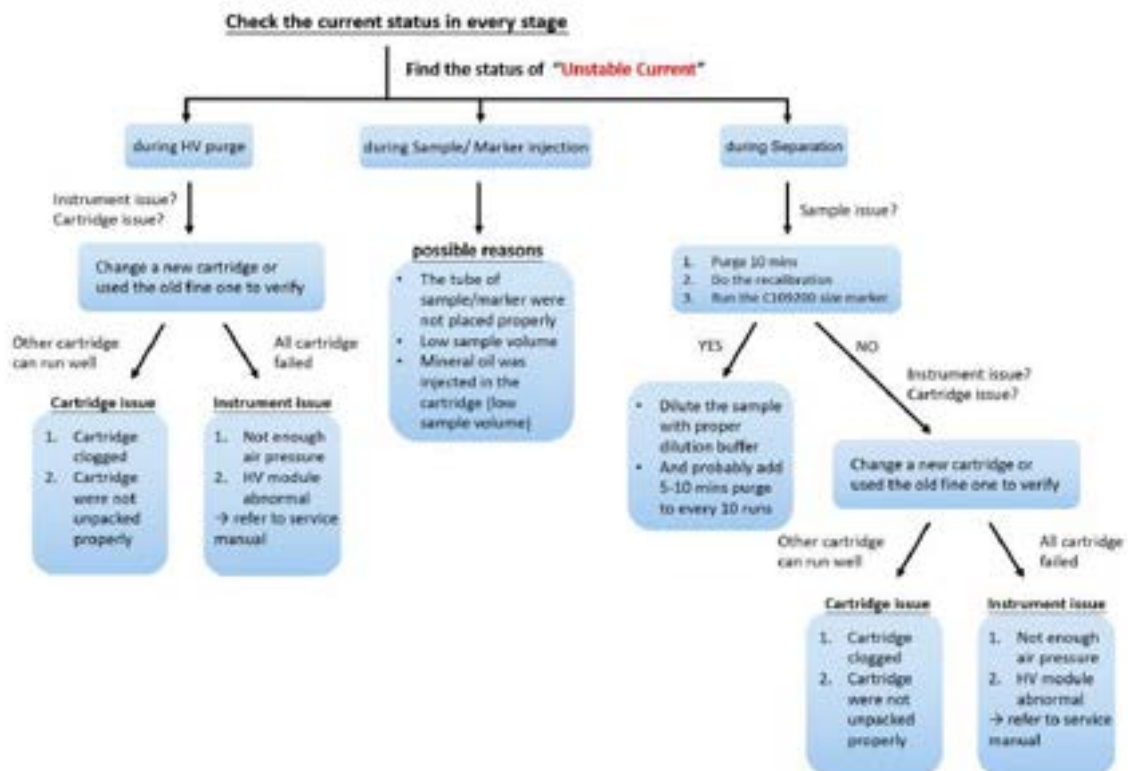 Check the current status in every stage
Find the status of "Unstable Current"
during HV purge
during Sample/ Marker injection
during Separation
Instrument issue?
Cartridge issue?
Change a new cartridge or
used the old fine one to verify
Other cartridge
can run well
All cartridge
failed
Cartridge issue
1. Cartridge
clogged
2. Cartridge
were not
unpacked
properly
Instrument issue
1. Not enough
air pressure
2. HV module
abnormal
→ refer to service
manual
possible reasons
• The tube of
sample/marker were
not placed properly
• Low sample volume
• Mineral oil was
injected in the
cartridge (low
sample volume)
Sample issue?
1. Purge 10 mins
2. Do the recalibration
3. Run the C109200 size marker
YES
NO
• Dilute the sample
with proper
dilution buffer
• And probably add
5-10 mins purge
to every 10 runs
Instrument issue?
Cartridge issue?
Change a new cartridge or
used the old fine one to verify
Other cartridge
can run well
All cartridge
failed
Cartridge issue
1. Cartridge
clogged
2. Cartridge
were not
unpacked
properly
Instrument issue
1. Not enough
air pressure
2. HV module
abnormal
→ refer to service
manual